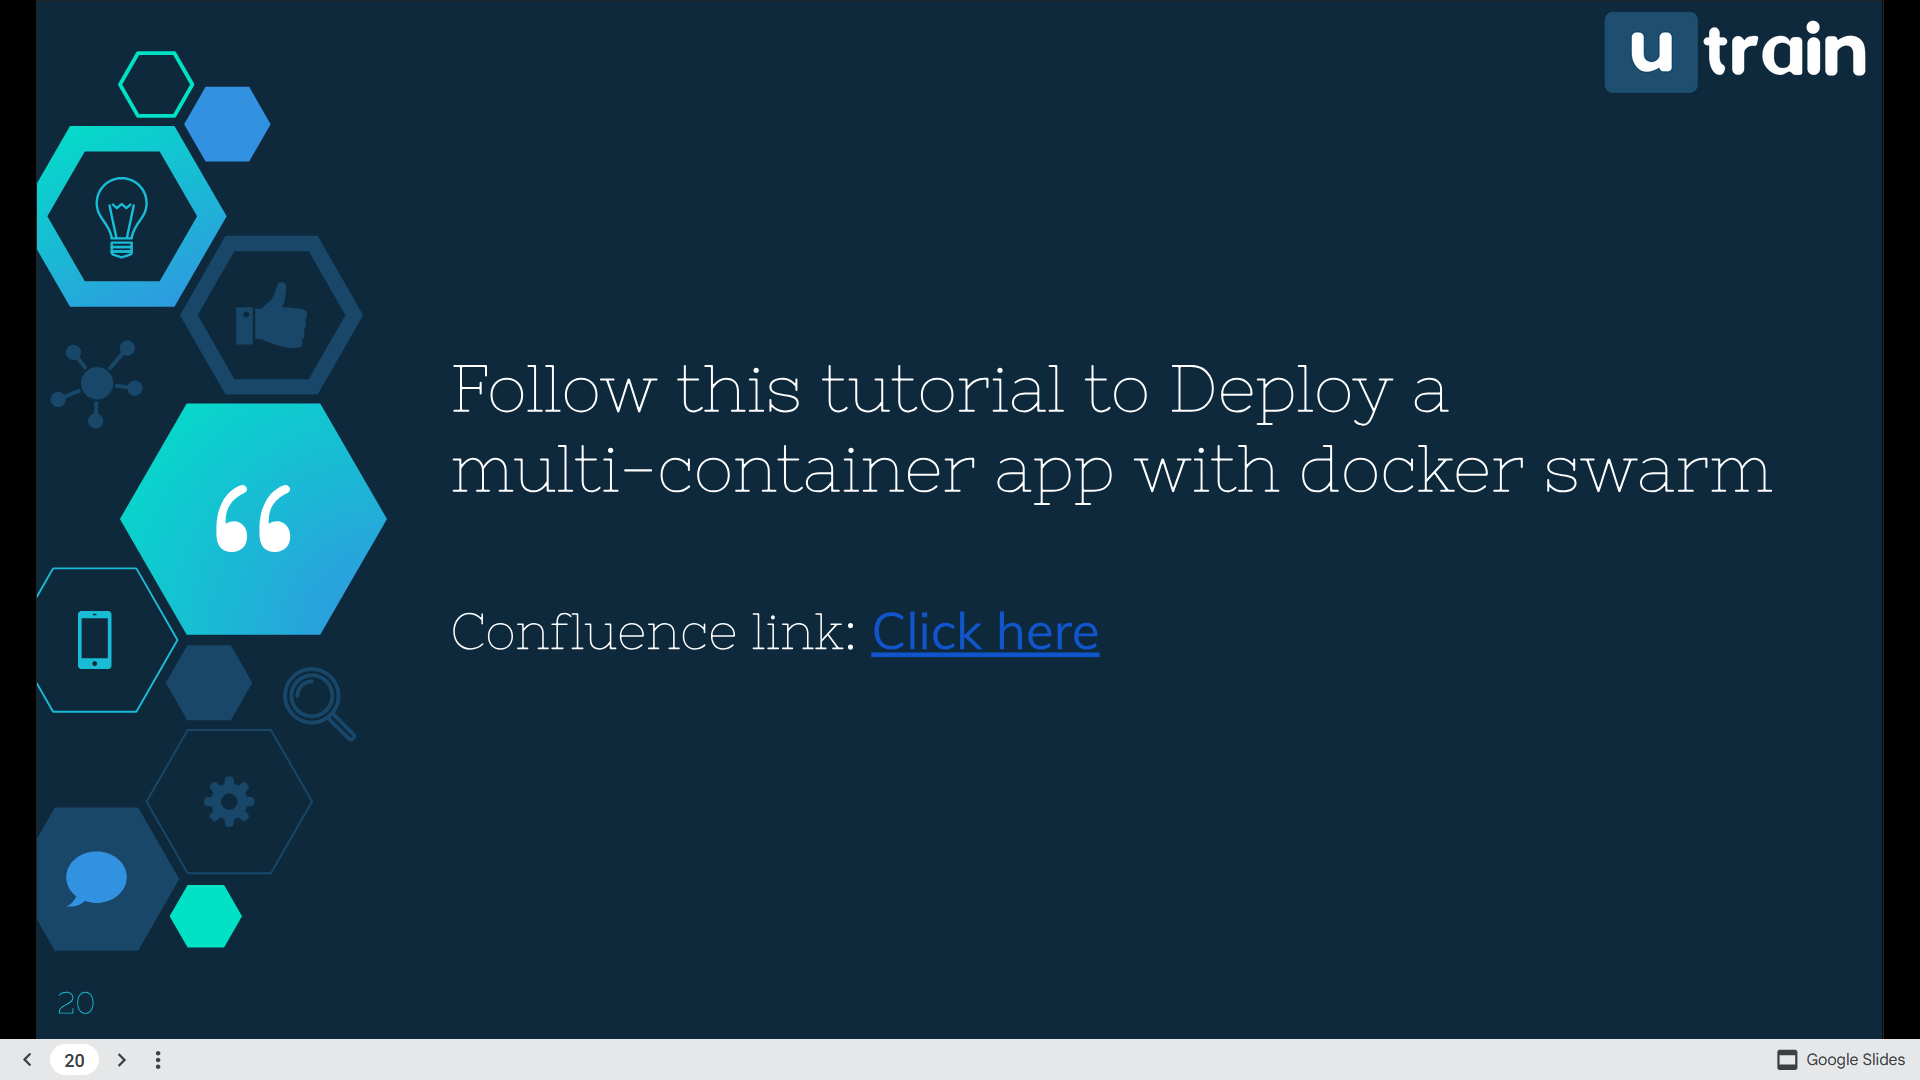 u train
Follow this tutorial to Deploy a
multi-container app with docker swarm
Confluence link: Click here
20
20
Google Slides